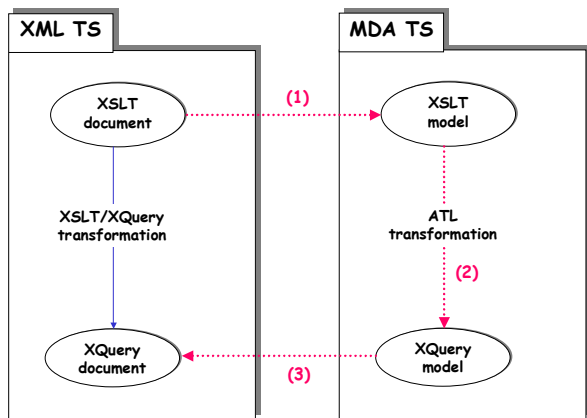 XML TS
MDA TS
XSLT
document
(1)
XSLT
model
XSLT/XQuery
transformation
ATL
transformation
(2)
XQuery
document
(3)
XQuery
model